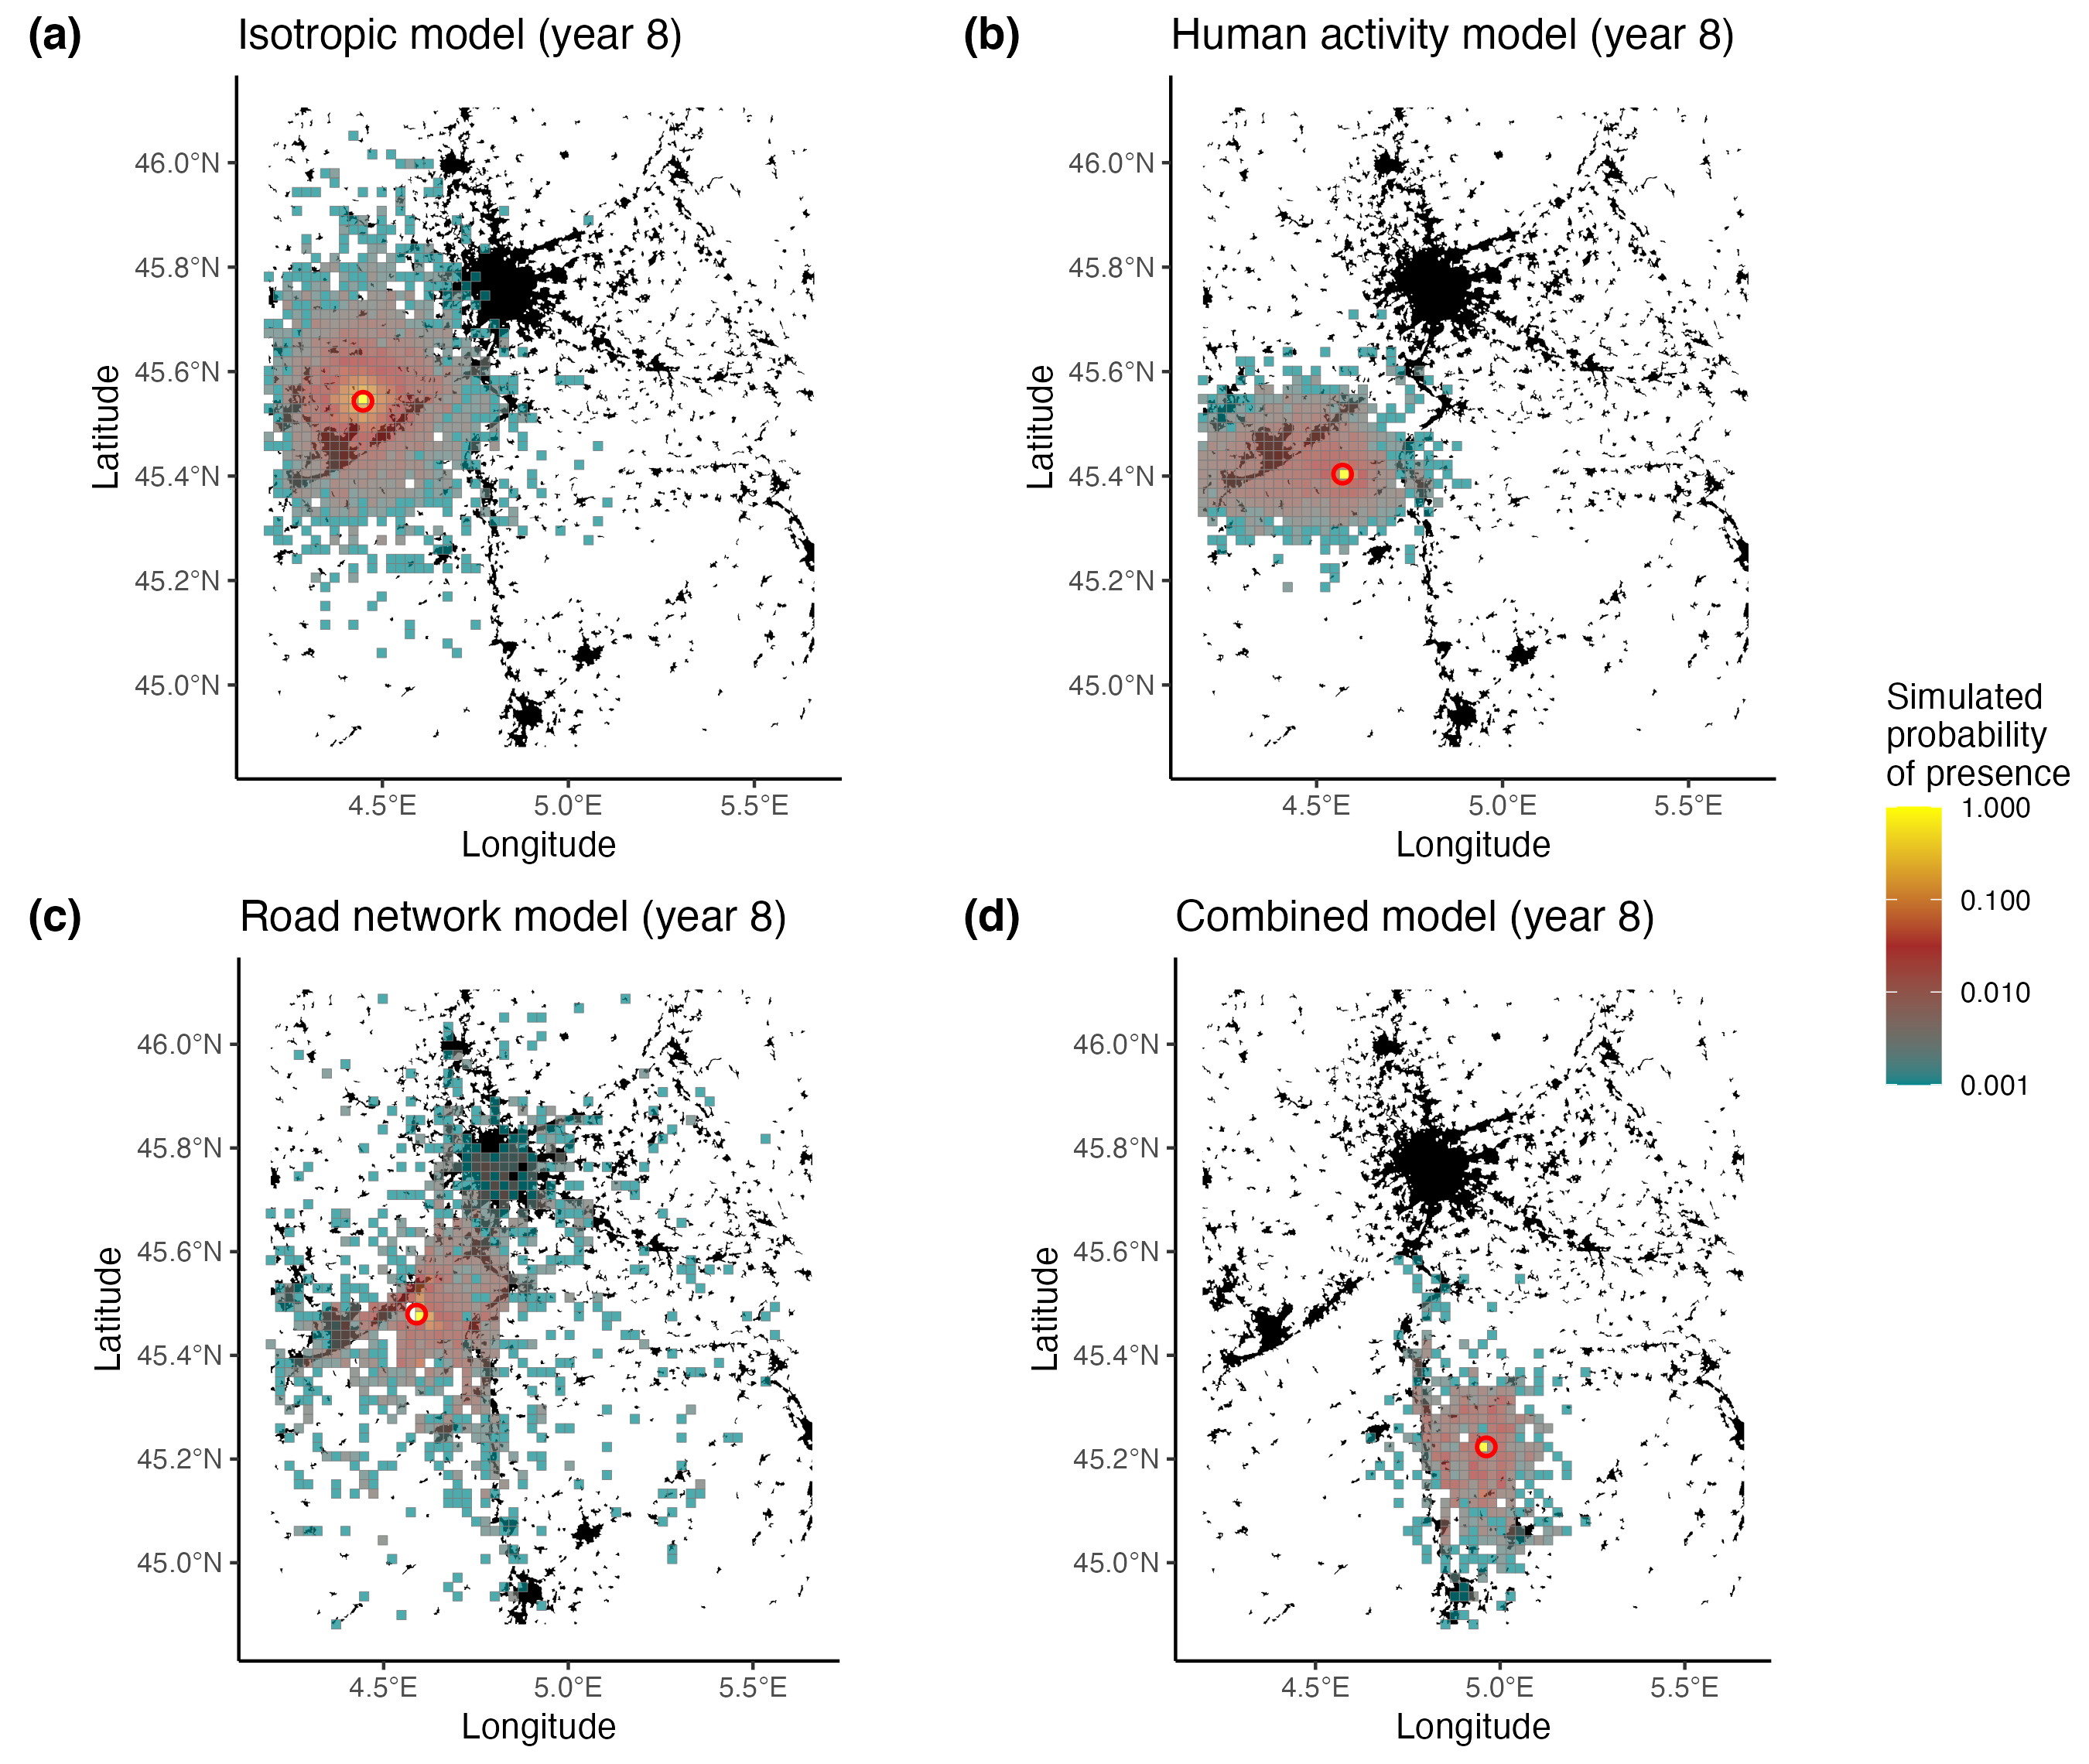 (a) Isotropic model (year 8)
Latitude
46.0°N
45.8°N
45.6°N
45.4°N
45.2°N
45.0°N
4.5°E 5.0°E 5.5°E
Longitude
(b) Human activity model (year 8)
Latitude
46.0°N
45.8°N
45.6°N
45.4°N
45.2°N
45.0°N
4.5°E 5.0°E 5.5°E
Longitude
(c) Road network model (year 8)
Latitude
46.0°N
45.8°N
45.6°N
45.4°N
45.2°N
45.0°N
4.5°E 5.0°E 5.5°E
Longitude
(d) Combined model (year 8)
Latitude
46.0°N
45.8°N
45.6°N
45.4°N
45.2°N
45.0°N
4.5°E 5.0°E 5.5°E
Longitude
Simulated
probability
of presence
1.000
0.100
0.010
0.001